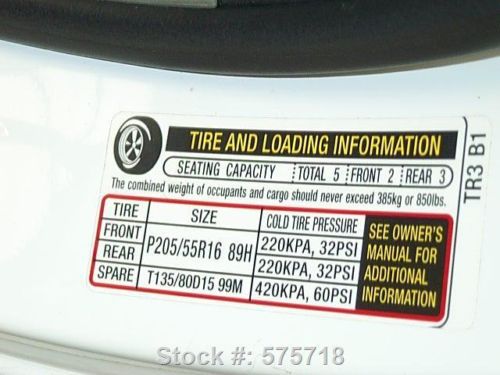 TIRE AND LOADING INFORMATION
SEATING CAPACITY TOTAL 5 FRONT 2 REAR 3
The combined weight of occupants and cargo should never exceed 385kg or 850lbs.
TIRE SIZE COLD TIRE PRESSURE
FRONT P205/55R16 89H 220KPA, 32PSI
REAR 220KPA, 32PSI
SPARE T135/80D15 99M 420KPA, 60PSI
SEE OWNER'S
MANUAL FOR
ADDITIONAL
INFORMATION
TR3 B1
Stock #: 575718